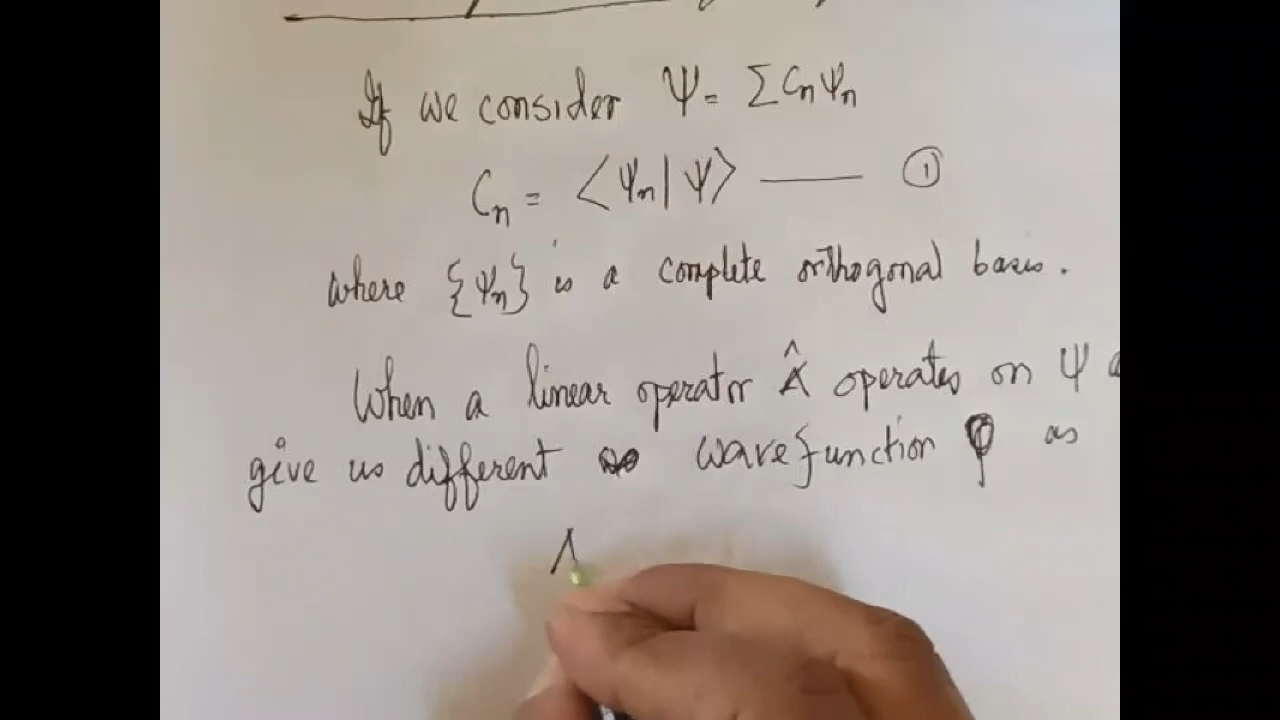 If we consider Ψ = Σ Cn Ψn
Cn = ⟨Ψn | Ψ⟩ —— ①
where {Ψn} is a complete orthogonal basis.
When a linear operator Â operates on Ψ
give us different wavefunction φ as